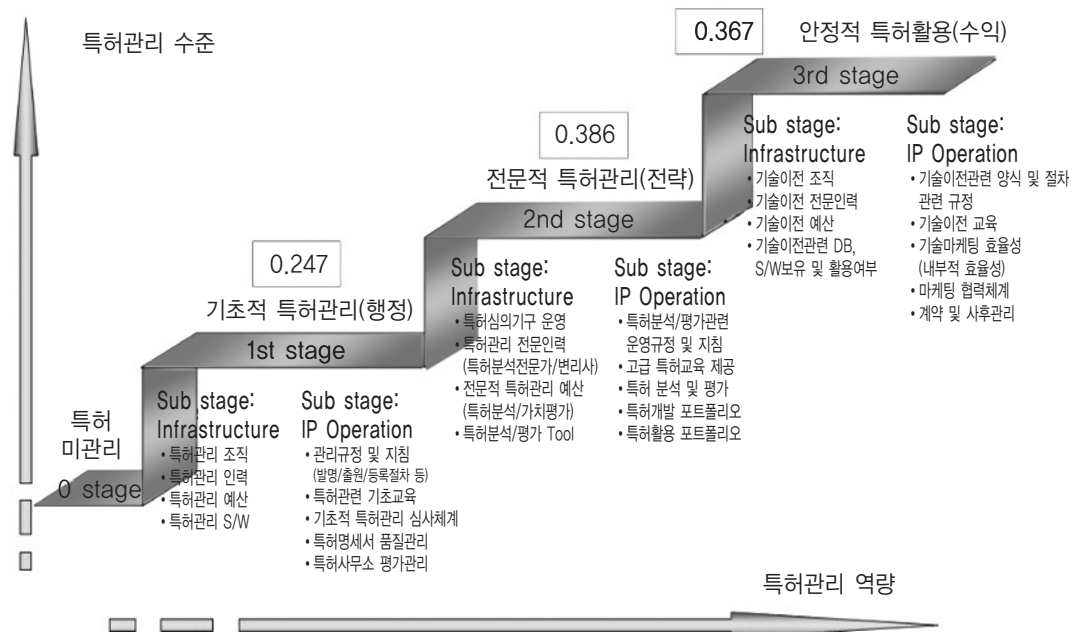 특허관리 수준
0.367
안정적 특허활용(수익)
3rd stage
Sub stage:
Infrastructure
• 기술이전 조직
• 기술이전 전문인력
• 기술이전 예산
• 기술이전관련 DB,
S/W보유 및 활용여부
Sub stage:
IP Operation
• 기술이전관련 양식 및 절차
관련 규정
• 기술이전 교육
• 기술마케팅 효율성
(내부적 효율성)
• 마케팅 협력체계
• 계약 및 사후관리
0.386
전문적 특허관리(전략)
2nd stage
Sub stage:
Infrastructure
• 특허심의기구 운영
• 특허관리 전문인력
(특허분석전문가/변리사)
• 전문적 특허관리 예산
(특허분석/가치평가)
• 특허분석/평가 Tool
Sub stage:
IP Operation
• 특허분석/평가관련
운영규정 및 지침
• 고급 특허교육 제공
• 특허 분석 및 평가
• 특허개발 포트폴리오
• 특허활용 포트폴리오
0.247
기초적 특허관리(행정)
1st stage
Sub stage:
Infrastructure
• 특허관리 조직
• 특허관리 인력
• 특허관리 예산
• 특허관리 S/W
Sub stage:
IP Operation
• 관리규정 및 지침
(발명/출원/등록절차 등)
• 특허관련 기초교육
• 기초적 특허관리 심사체계
• 특허명세서 품질관리
• 특허사무소 평가관리
특허
미관리
0 stage
특허관리 역량